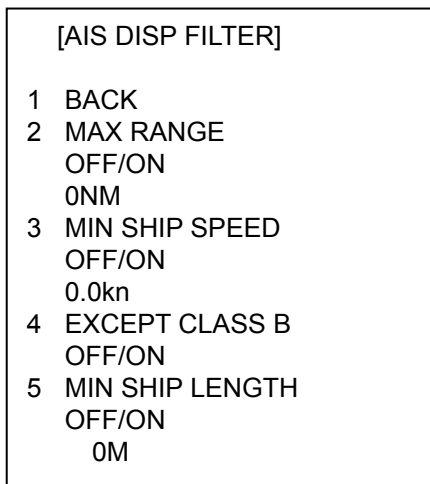 [AIS DISP FILTER]
1 BACK
2 MAX RANGE
OFF/ON
0NM
3 MIN SHIP SPEED
OFF/ON
0.0kn
4 EXCEPT CLASS B
OFF/ON
5 MIN SHIP LENGTH
OFF/ON
0M